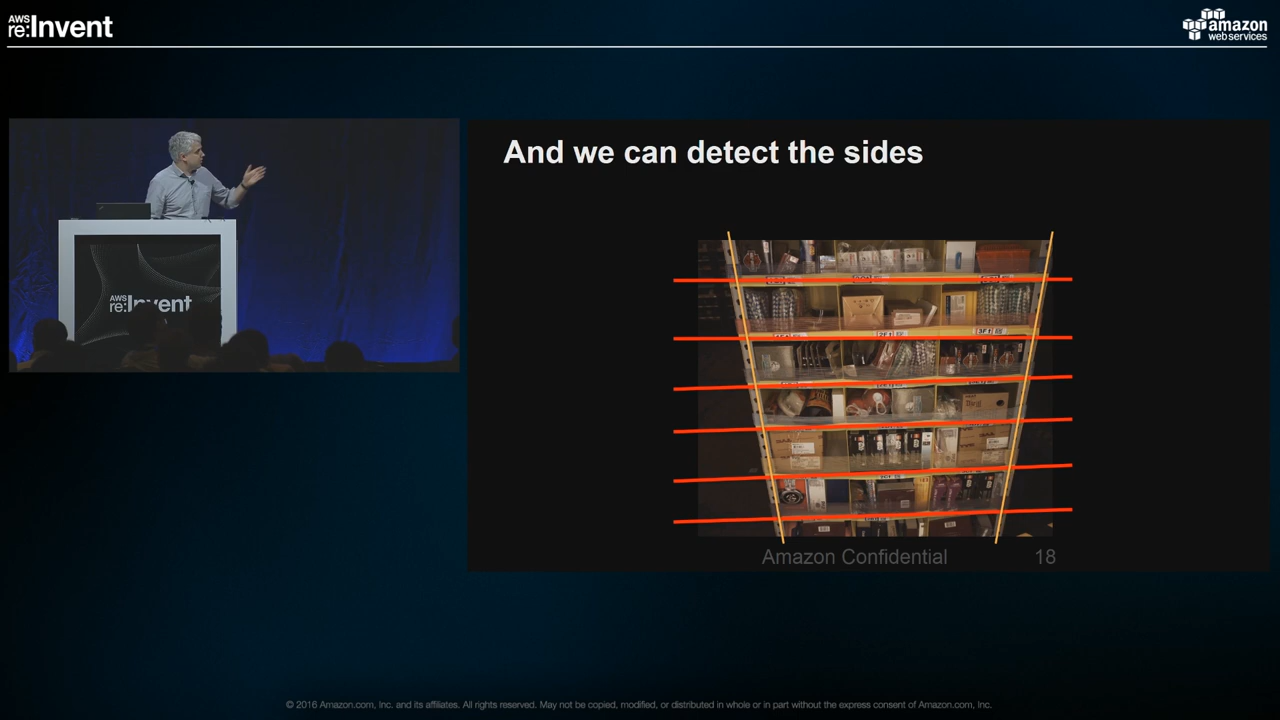 AWS
re:Invent
amazon
web services
And we can detect the sides
AWS
re:Invent
2F1
3F1
Amazon Confidential
18
© 2016 Amazon.com, Inc. and its affiliates. All rights reserved. May not be copied, modified, or distributed in whole or in part without the express consent of Amazon.com, Inc.